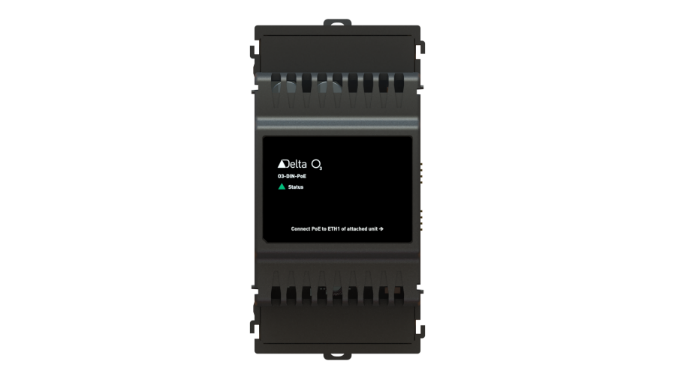 Delta O3
O3-DIN-PoE
Status
Connect PoE to ETH1 of attached unit →